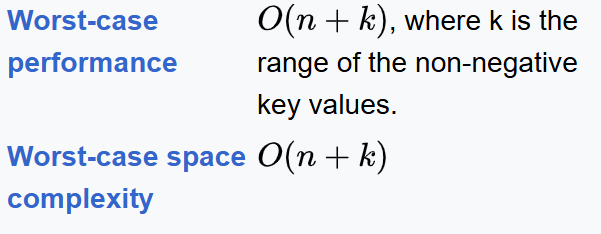 Worst-case performance
O(n + k), where k is the range of the non-negative key values.
Worst-case space complexity
O(n + k)